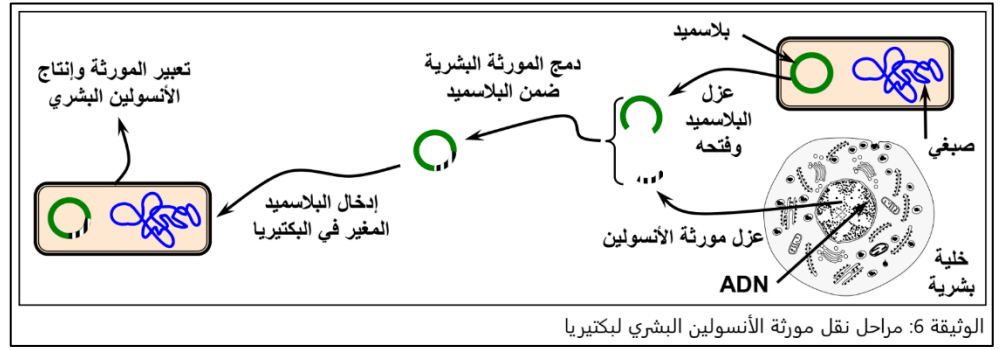 بلاسميد
صبغي
عزل
البلاسميد
وفتحه
خلية
بشرية
ADN
عزل مورثة الأنسولين
دمج المورثة البشرية
ضمن البلاسميد
إدخال البلاسميد
المغير في البكتيريا
تعبير المورثة وإنتاج
الأنسولين البشري
الوثيقة 6: مراحل نقل مورثة الأنسولين البشري لبكتيريا